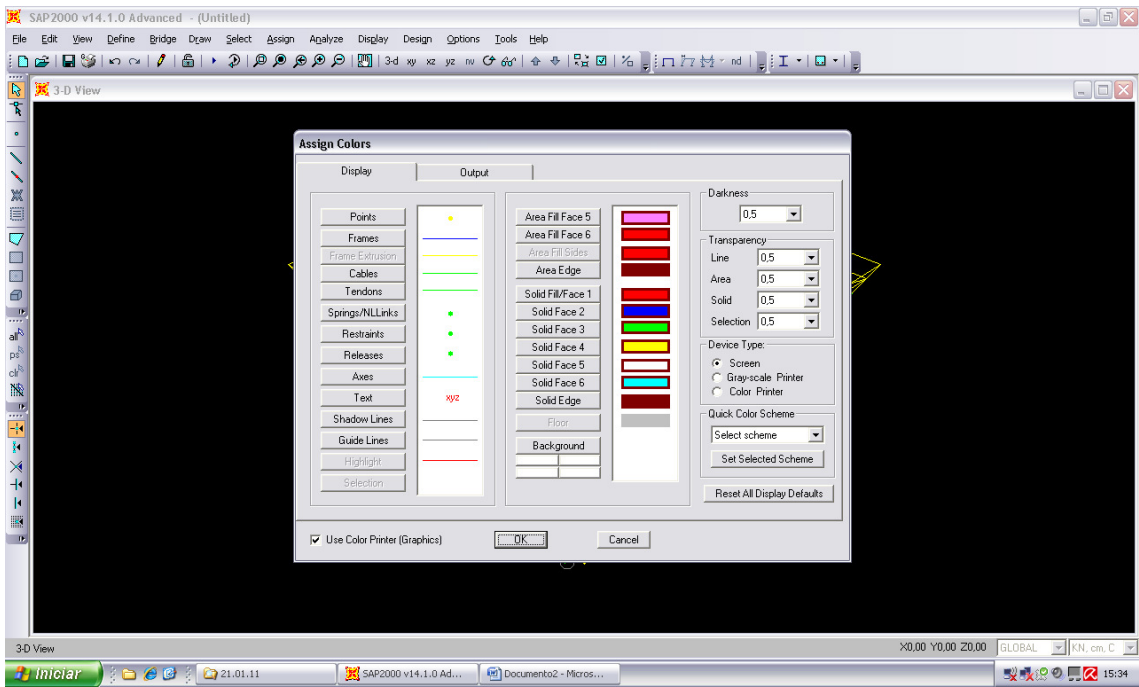 SAP2000 v14.1.0 Advanced - (Untitled)
File Edit View Define Bridge Draw Select Assign Analyze Display Design Options Tools Help
3-d xy xz yz nv
nd
3-D View
all
ps
clr
Assign Colors
Display Output
Points
Frames
Frame Extrusion
Cables
Tendons
Springs/NLLinks
Restraints
Releases
Axes
Text xyz
Shadow Lines
Guide Lines
Highlight
Selection
Area Fill Face 5
Area Fill Face 6
Area Fill Sides
Area Edge
Solid Fill/Face 1
Solid Face 2
Solid Face 3
Solid Face 4
Solid Face 5
Solid Face 6
Solid Edge
Floor
Background
Darkness
0,5
Transparency
Line 0,5
Area 0,5
Solid 0,5
Selection 0,5
Device Type:
Screen
Gray-scale Printer
Color Printer
Quick Color Scheme
Select scheme
Set Selected Scheme
Reset All Display Defaults
Use Color Printer (Graphics)
OK
Cancel
3-D View X0,00 Y0,00 Z0,00 GLOBAL KN, cm, C
Iniciar 21.01.11 SAP2000 v14.1.0 Ad... Documento2 - Micros... 15:34